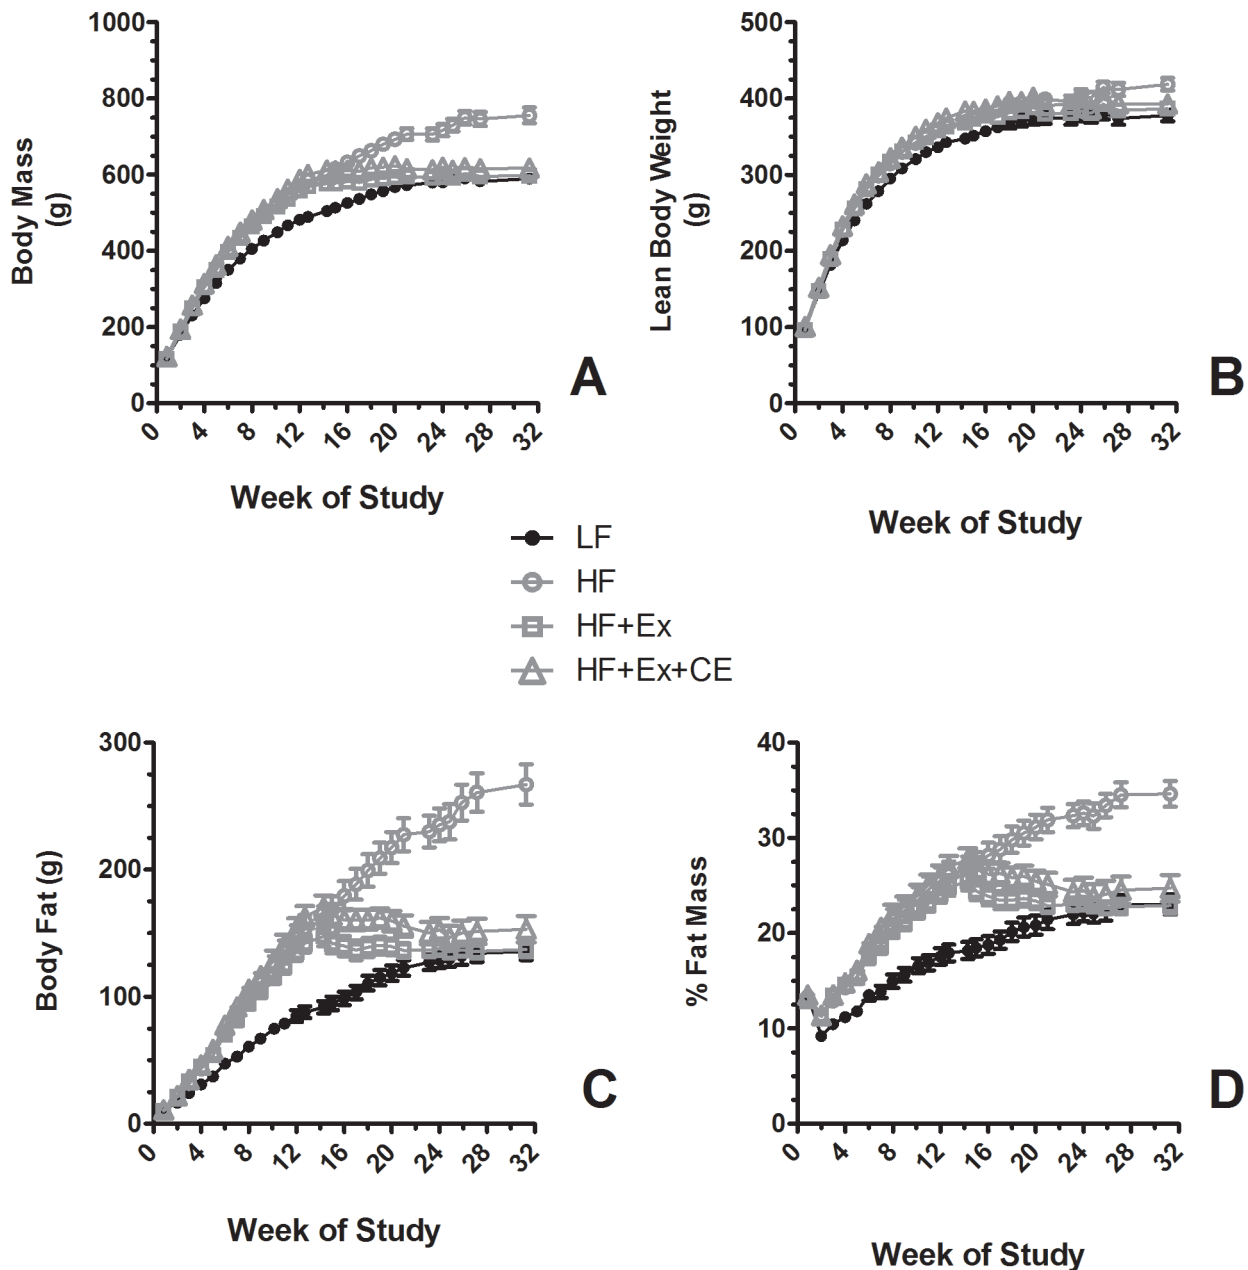 1000
800
600
400
200
0
Body Mass
(g)
0 4 8 12 16 20 24 28 32
Week of Study
A
500
400
300
200
100
0
Lean Body Weight
(g)
0 4 8 12 16 20 24 28 32
Week of Study
B
LF
HF
HF+Ex
HF+Ex+CE
300
200
100
0
Body Fat (g)
0 4 8 12 16 20 24 28 32
Week of Study
C
40
30
20
10
0
% Fat Mass
0 4 8 12 16 20 24 28 32
Week of Study
D